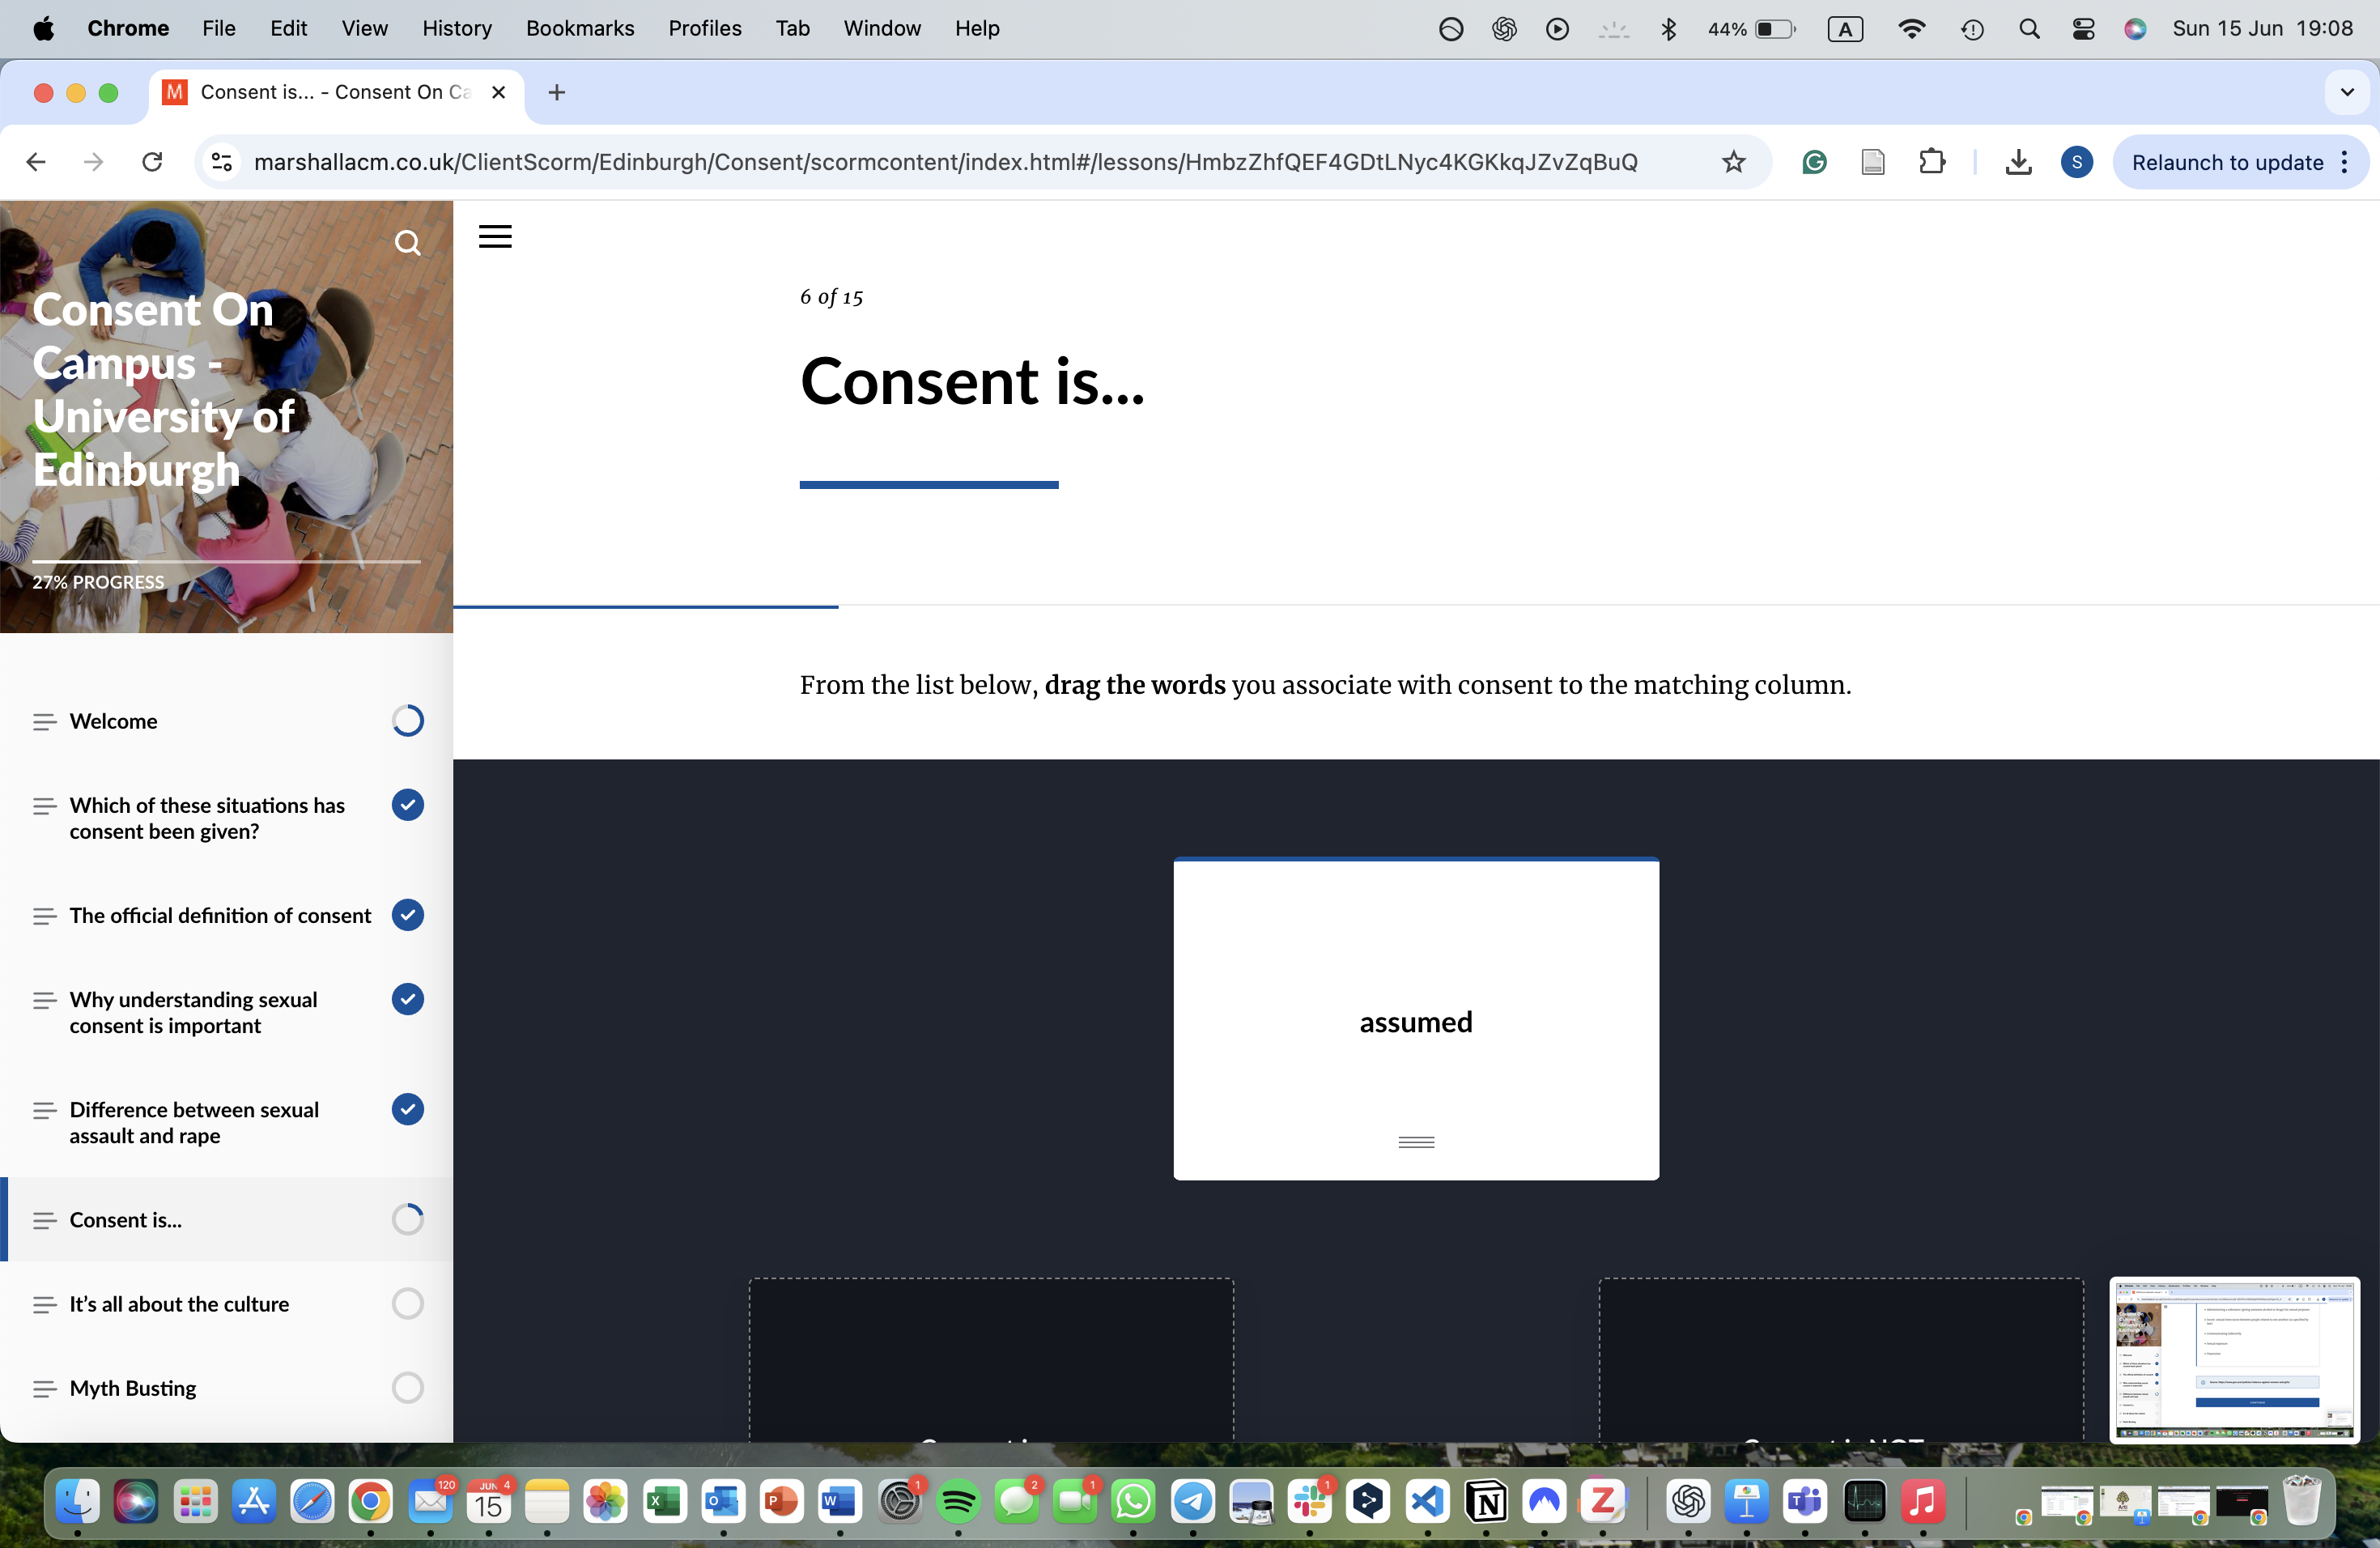 Chrome File Edit View History Bookmarks Profiles Tab Window Help 44% A Sun 15 Jun 19:08
M Consent is... - Consent On Ca
marshallacm.co.uk/ClientScorm/Edinburgh/Consent/scormcontent/index.html#/lessons/HmbzZhfQEF4GDtLNyc4KGKkqJZvZqBuQ S Relaunch to update
Consent On
Campus -
University of
Edinburgh
27% PROGRESS
Welcome
Which of these situations has
consent been given?
The official definition of consent
Why understanding sexual
consent is important
Difference between sexual
assault and rape
Consent is...
It's all about the culture
Myth Busting
6 of 15
Consent is...
From the list below, drag the words you associate with consent to the matching column.
assumed
120 JUN 4 15 1 2 1 1